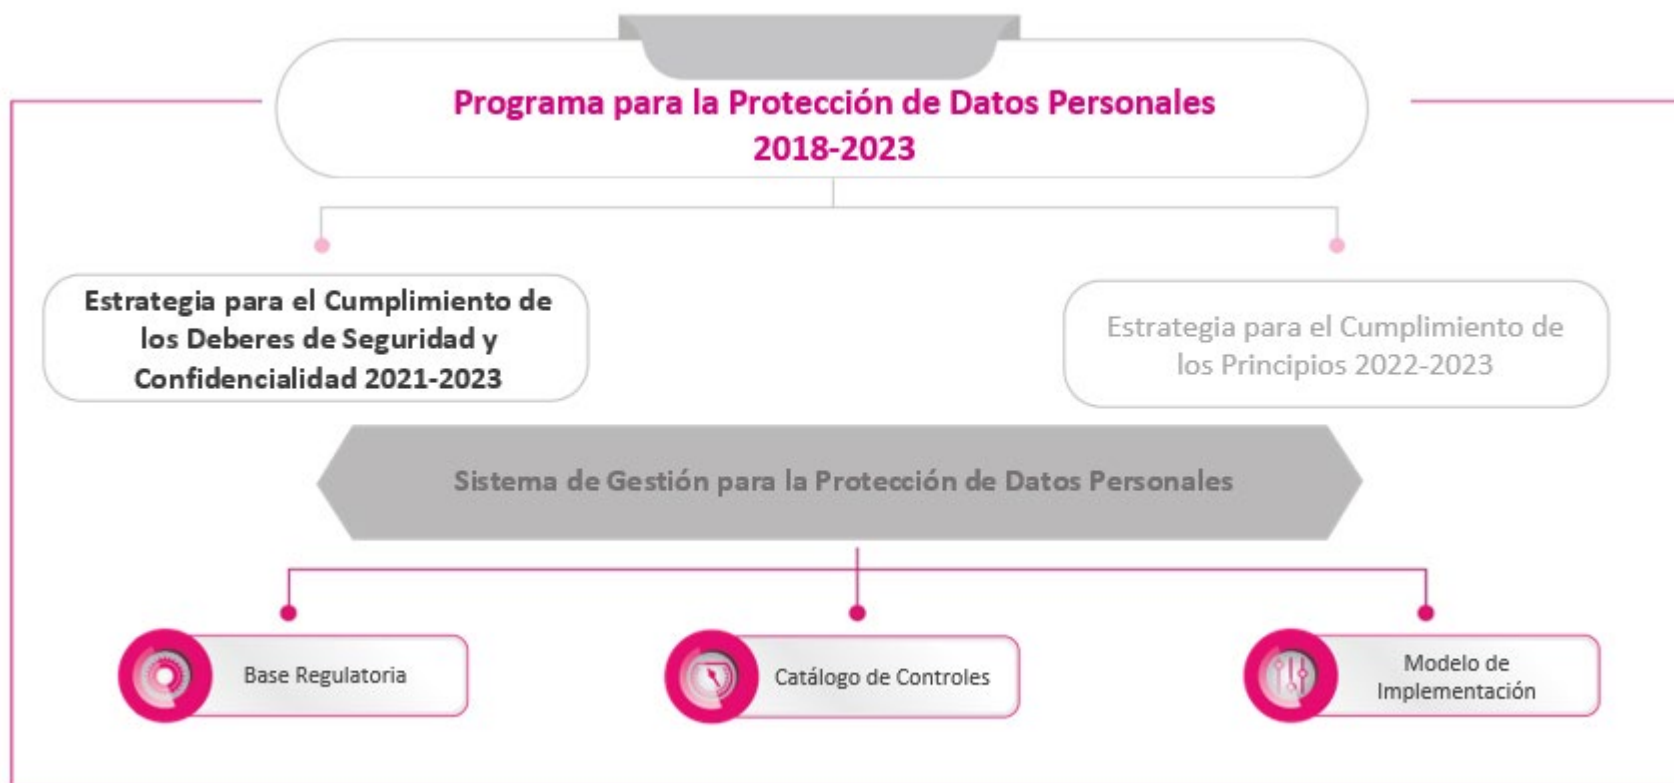 Programa para la Protección de Datos Personales
2018-2023
Estrategia para el Cumplimiento de
los Deberes de Seguridad y
Confidencialidad 2021-2023
Estrategia para el Cumplimiento de
los Principios 2022-2023
Sistema de Gestión para la Protección de Datos Personales
Base Regulatoria
Catálogo de Controles
Modelo de
Implementación